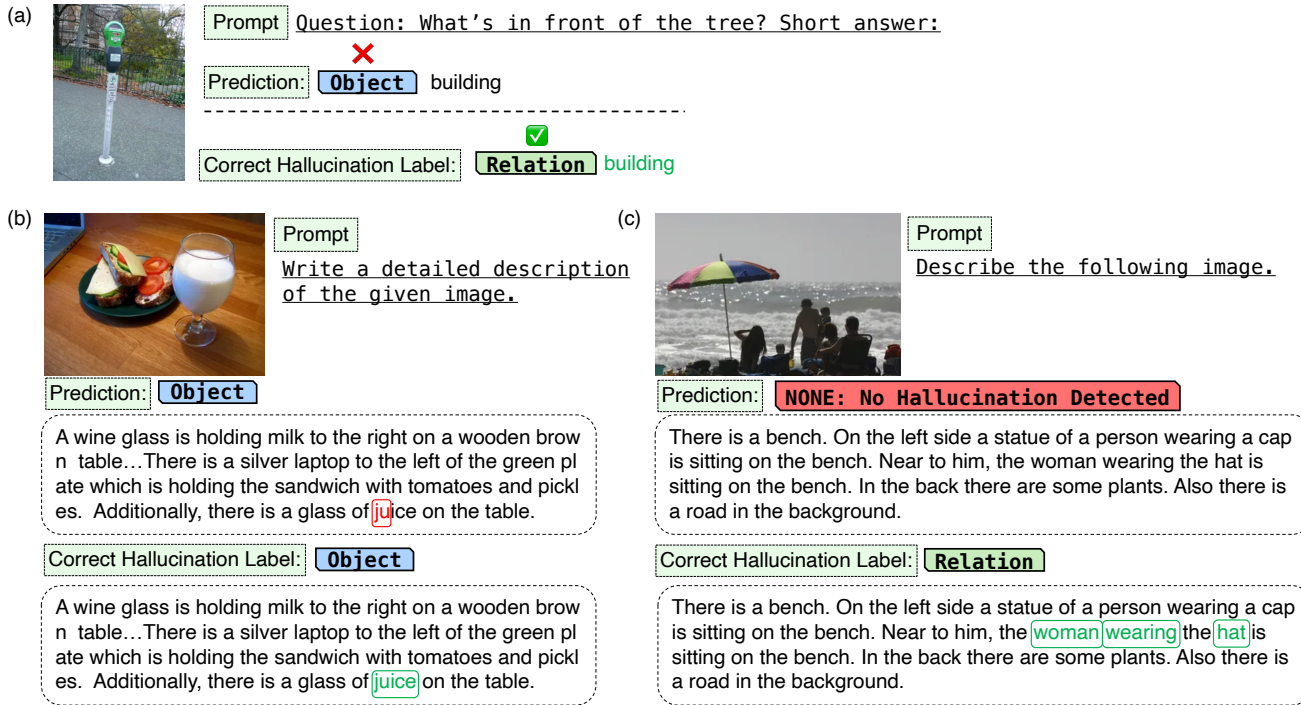 (a)
Prompt Question: What's in front of the tree? Short answer:
❌
Prediction: Object building
✅
Correct Hallucination Label: Relation building
(b)
Prompt
Write a detailed description
of the given image.
Prediction: Object
A wine glass is holding milk to the right on a wooden brow
n table…There is a silver laptop to the left of the green pl
ate which is holding the sandwich with tomatoes and pickl
es. Additionally, there is a glass of juice on the table.
Correct Hallucination Label: Object
A wine glass is holding milk to the right on a wooden brow
n table…There is a silver laptop to the left of the green pl
ate which is holding the sandwich with tomatoes and pickl
es. Additionally, there is a glass of juice on the table.
(c)
Prompt
Describe the following image.
Prediction: NONE: No Hallucination Detected
There is a bench. On the left side a statue of a person wearing a cap
is sitting on the bench. Near to him, the woman wearing the hat is
sitting on the bench. In the back there are some plants. Also there is
a road in the background.
Correct Hallucination Label: Relation
There is a bench. On the left side a statue of a person wearing a cap
is sitting on the bench. Near to him, the woman wearing the hat is
sitting on the bench. In the back there are some plants. Also there is
a road in the background.